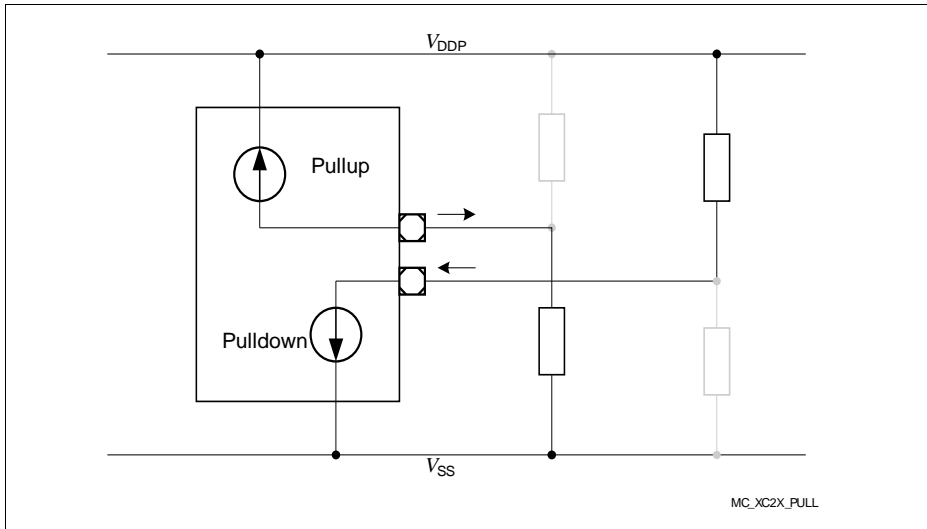 VDDP
Pullup
Pulldown
VSS
MC_XC2X_PULL